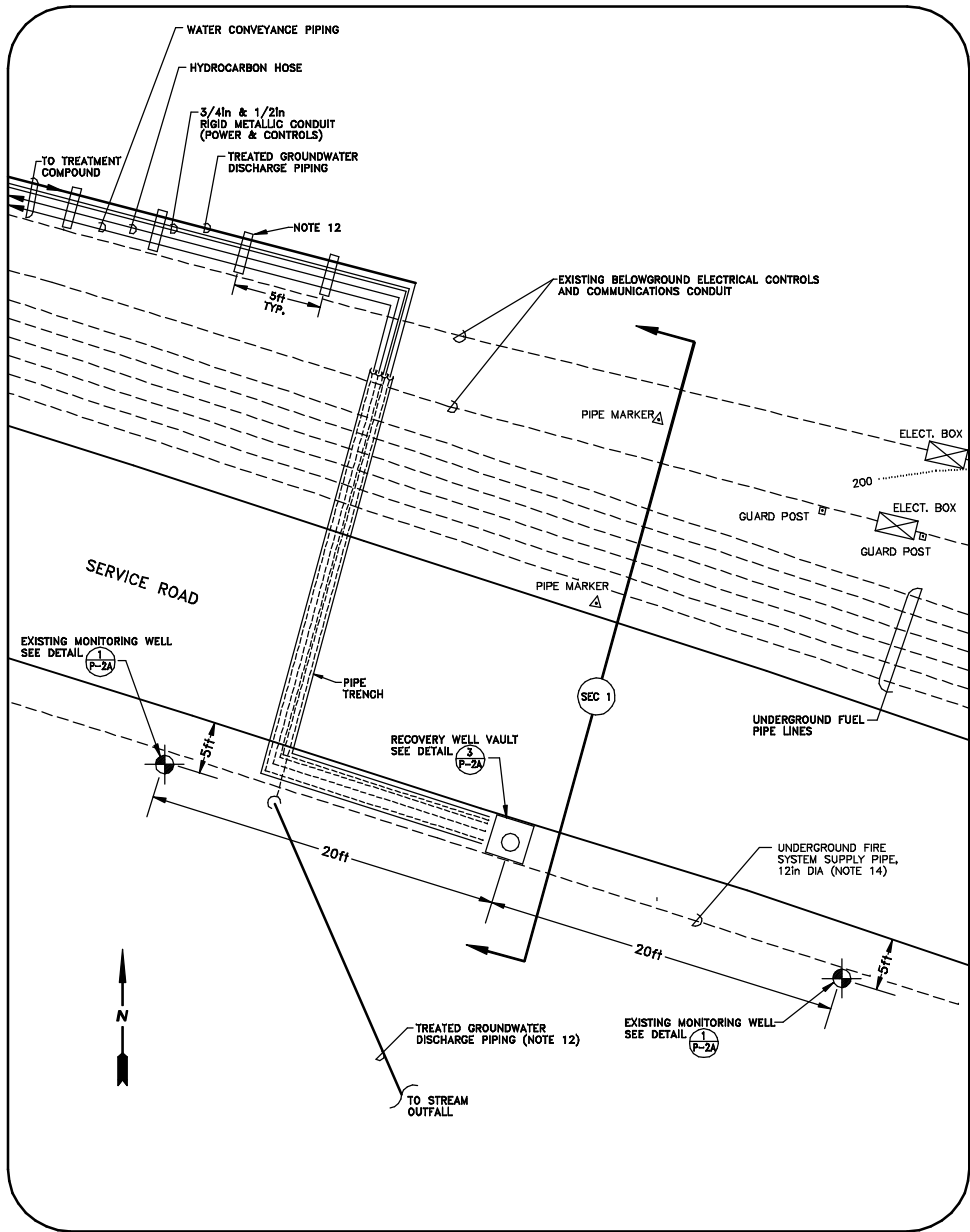 WATER CONVEYANCE PIPING
HYDROCARBON HOSE
3/4in & 1/2in
RIGID METALLIC CONDUIT
(POWER & CONTROLS)
TO TREATMENT
COMPOUND
TREATED GROUNDWATER
DISCHARGE PIPING
NOTE 12
5ft
TYP.
EXISTING BELOWGROUND ELECTRICAL CONTROLS
AND COMMUNICATIONS CONDUIT
PIPE MARKER
ELECT. BOX
200
ELECT. BOX
GUARD POST
GUARD POST
SERVICE ROAD
PIPE MARKER
EXISTING MONITORING WELL
SEE DETAIL
1
P-2A
PIPE
TRENCH
SEC 1
UNDERGROUND FUEL
PIPE LINES
5ft
RECOVERY WELL VAULT
SEE DETAIL
3
P-2A
20ft
UNDERGROUND FIRE
SYSTEM SUPPLY PIPE,
12in DIA (NOTE 14)
20ft
5ft
N
TREATED GROUNDWATER
DISCHARGE PIPING (NOTE 12)
EXISTING MONITORING WELL
SEE DETAIL
1
P-2A
TO STREAM
OUTFALL